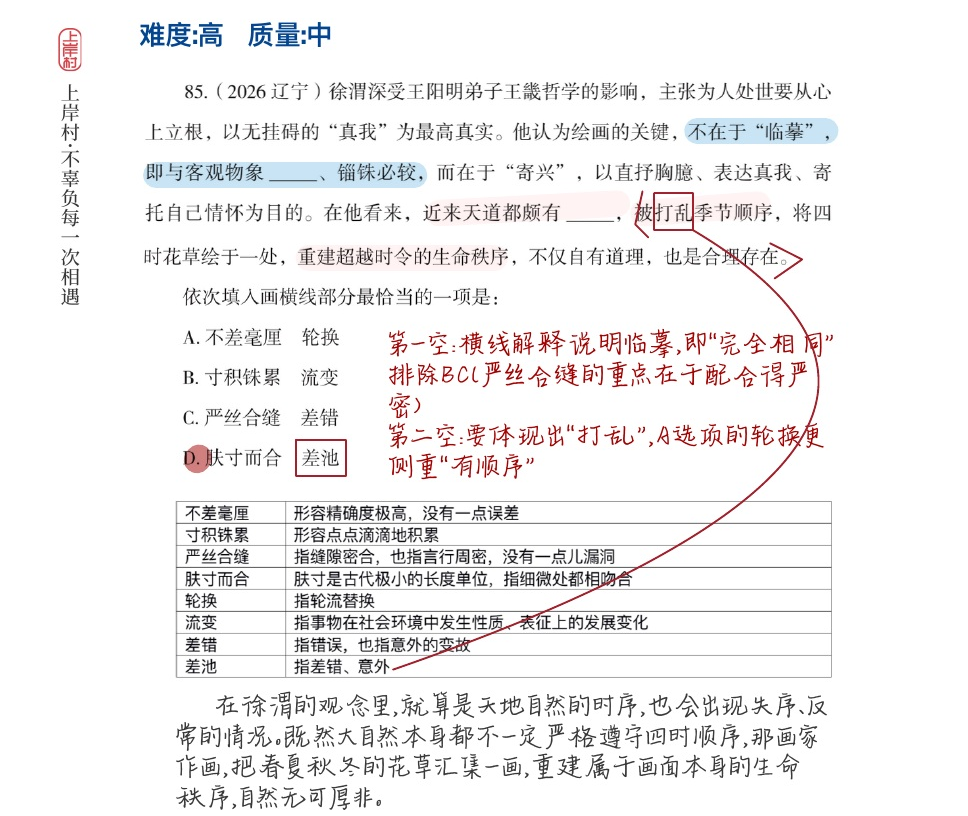 难度:高 质量:中
上岸村
上岸村·不辜负每一次相遇
85.（2026 辽宁）徐渭深受王阳明弟子王畿哲学的影响，主张为人处世要从心
上立根，以无挂碍的“真我”为最高真实。他认为绘画的关键，不在于“临摹”，
即与客观物象 ____、锱铢必较，而在于“寄兴”，以直抒胸臆、表达真我、寄
托自己情怀为目的。在他看来，近来天道都颇有 ____，被打乱季节顺序，将四
时花草绘于一处，重建超越时令的生命秩序，不仅自有道理，也是合理存在。
依次填入画横线部分最恰当的一项是：
A. 不差毫厘 轮换
B. 寸积铢累 流变
C. 严丝合缝 差错
D. 肤寸而合 差池
第一空:横线解释说明临摹,即“完全相同”
排除BC(严丝合缝的重点在于配合得严
密)
第二空:要体现出“打乱”,A选项的轮换更
侧重“有顺序”
不差毫厘 形容精确度极高，没有一点误差
寸积铢累 形容点点滴滴地积累
严丝合缝 指缝隙密合，也指言行周密，没有一点儿漏洞
肤寸而合 肤寸是古代极小的长度单位，指细微处都相吻合
轮换 指轮流替换
流变 指事物在社会环境中发生性质、表征上的发展变化
差错 指错误，也指意外的变故
差池 指差错、意外
在徐渭的观念里,就算是天地自然的时序,也会出现失序、反
常的情况。既然大自然本身都不一定严格遵守四时顺序,那画家
作画,把春夏秋冬的花草汇集一画,重建属于画面本身的生命
秩序,自然无可厚非。